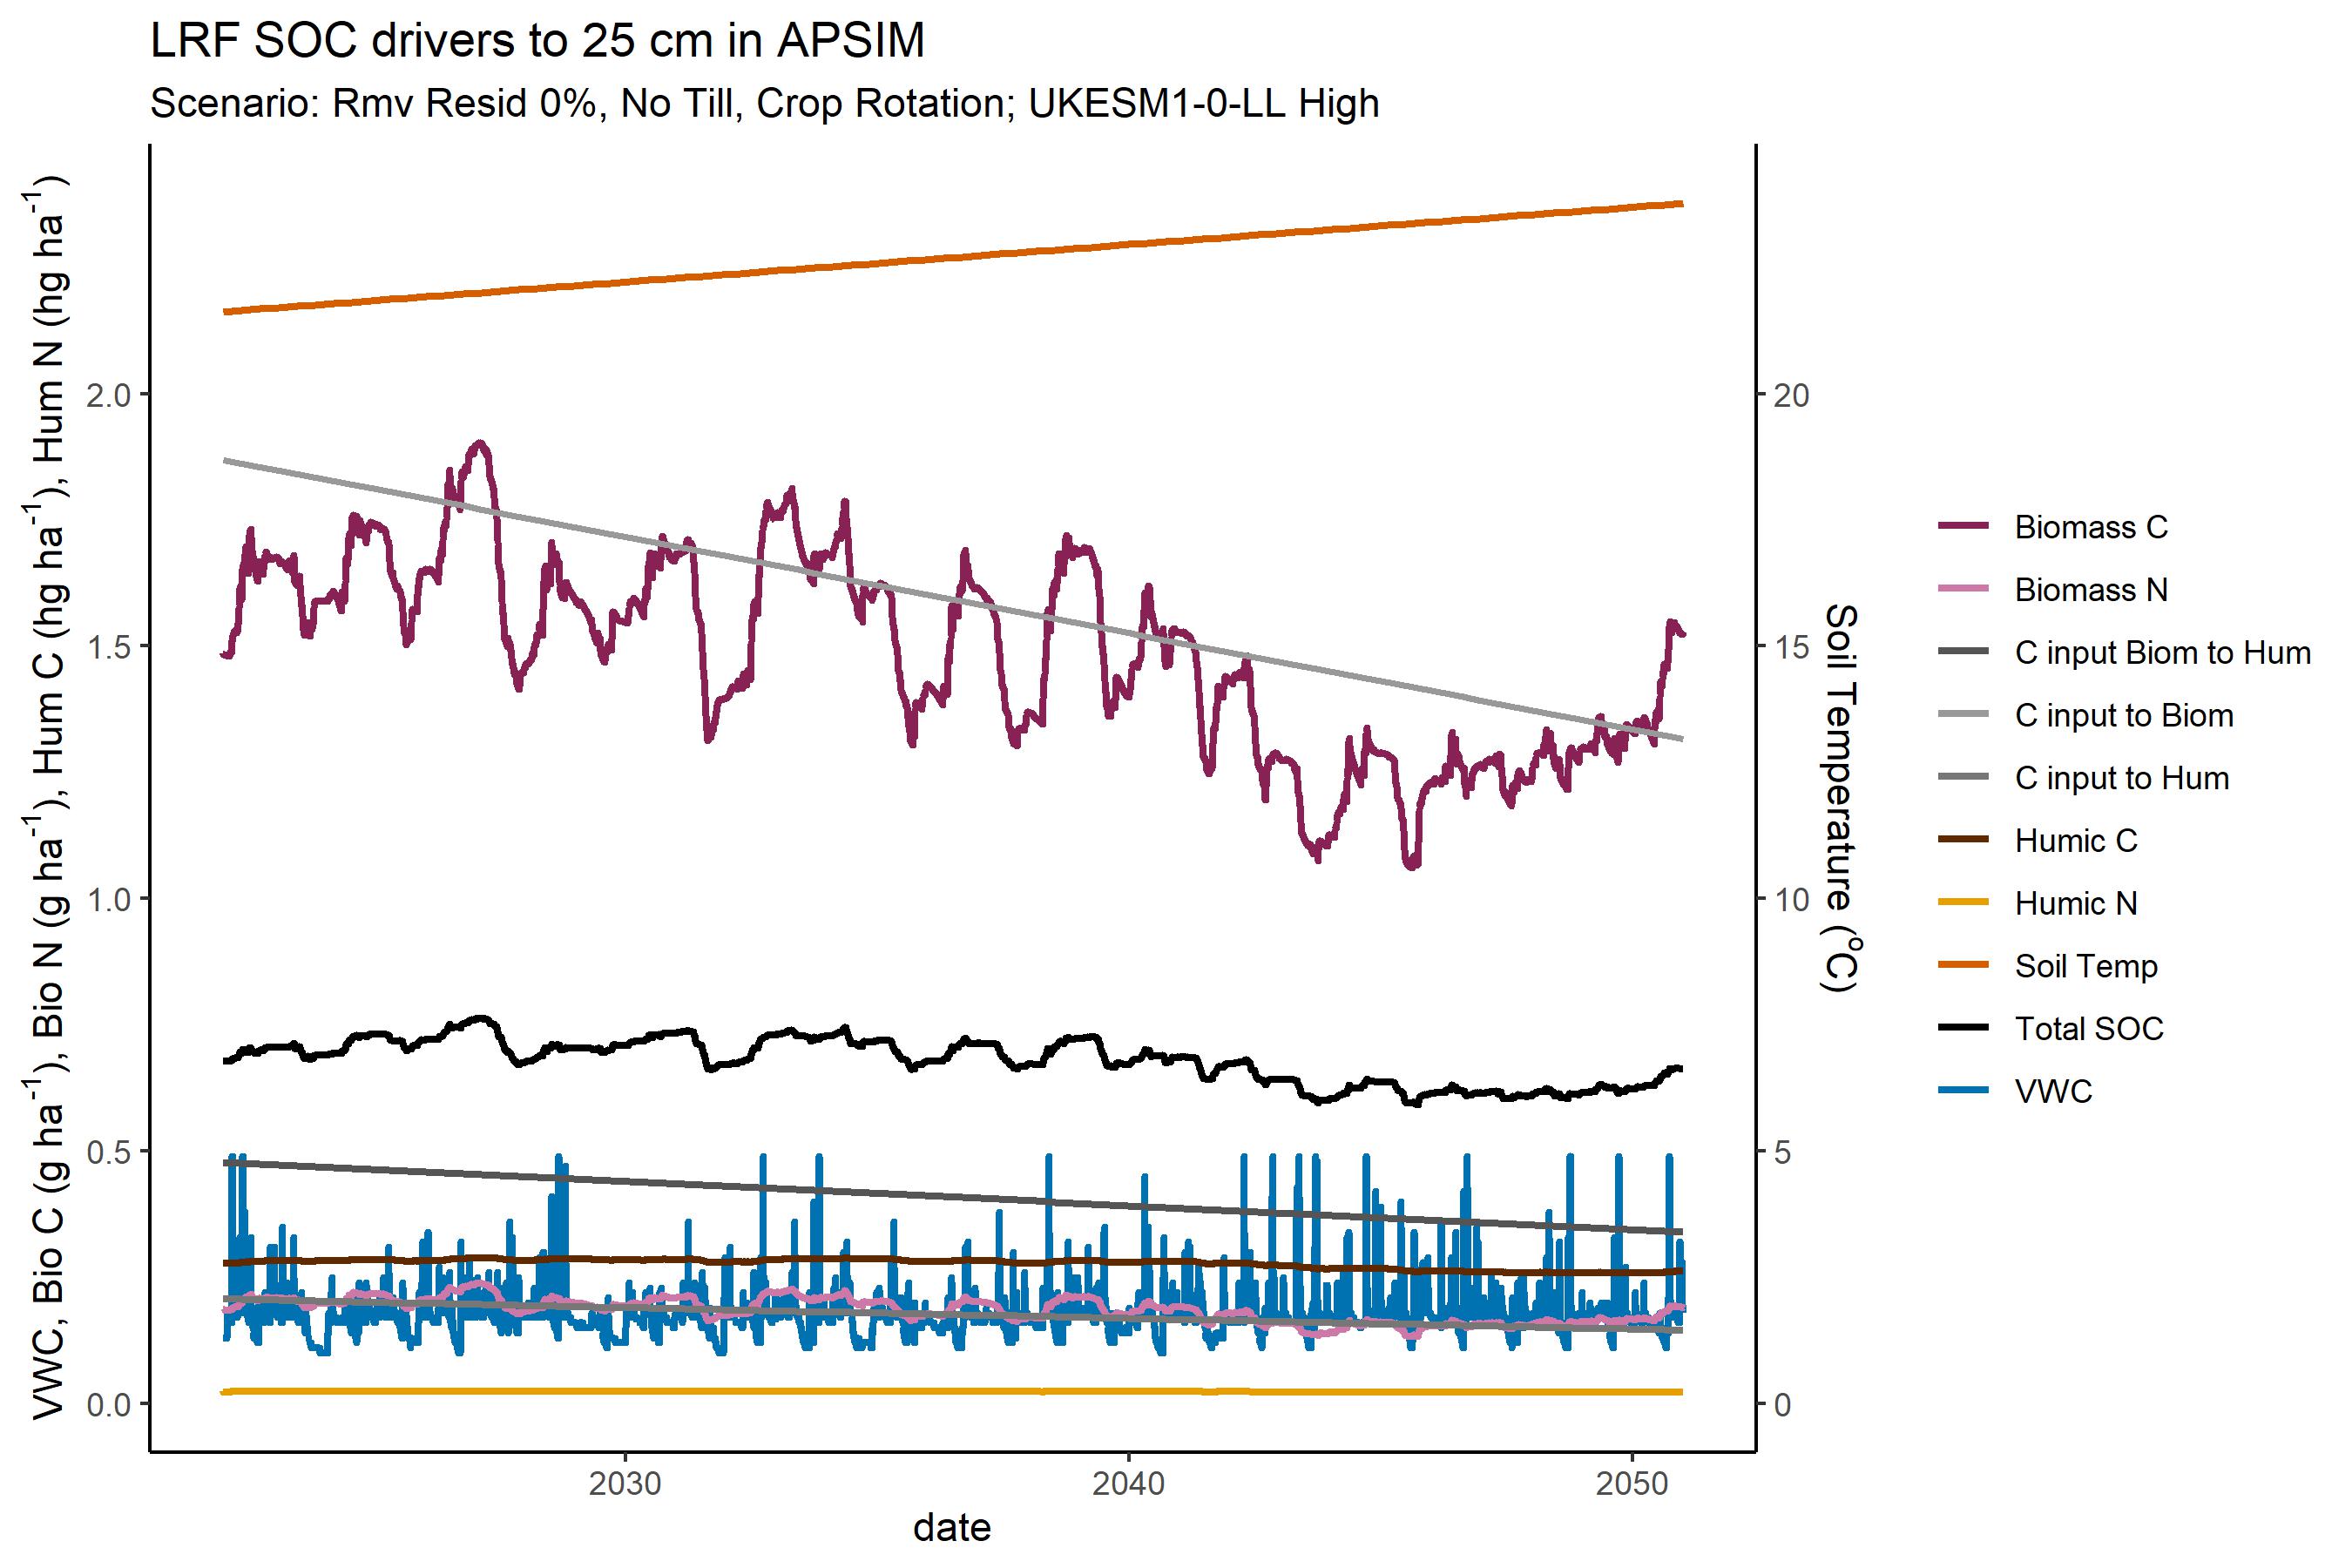 LRF SOC drivers to 25 cm in APSIM
Scenario: Rmv Resid 0%, No Till, Crop Rotation; UKESM1-0-LL High
VWC, Bio C (g ha⁻¹), Bio N (g ha⁻¹), Hum C (hg ha⁻¹), Hum N (hg ha⁻¹)
2.0
1.5
1.0
0.5
0.0
20
15
10
5
0
Soil Temperature (°C)
2030
2040
2050
date
Biomass C
Biomass N
C input Biom to Hum
C input to Biom
C input to Hum
Humic C
Humic N
Soil Temp
Total SOC
VWC